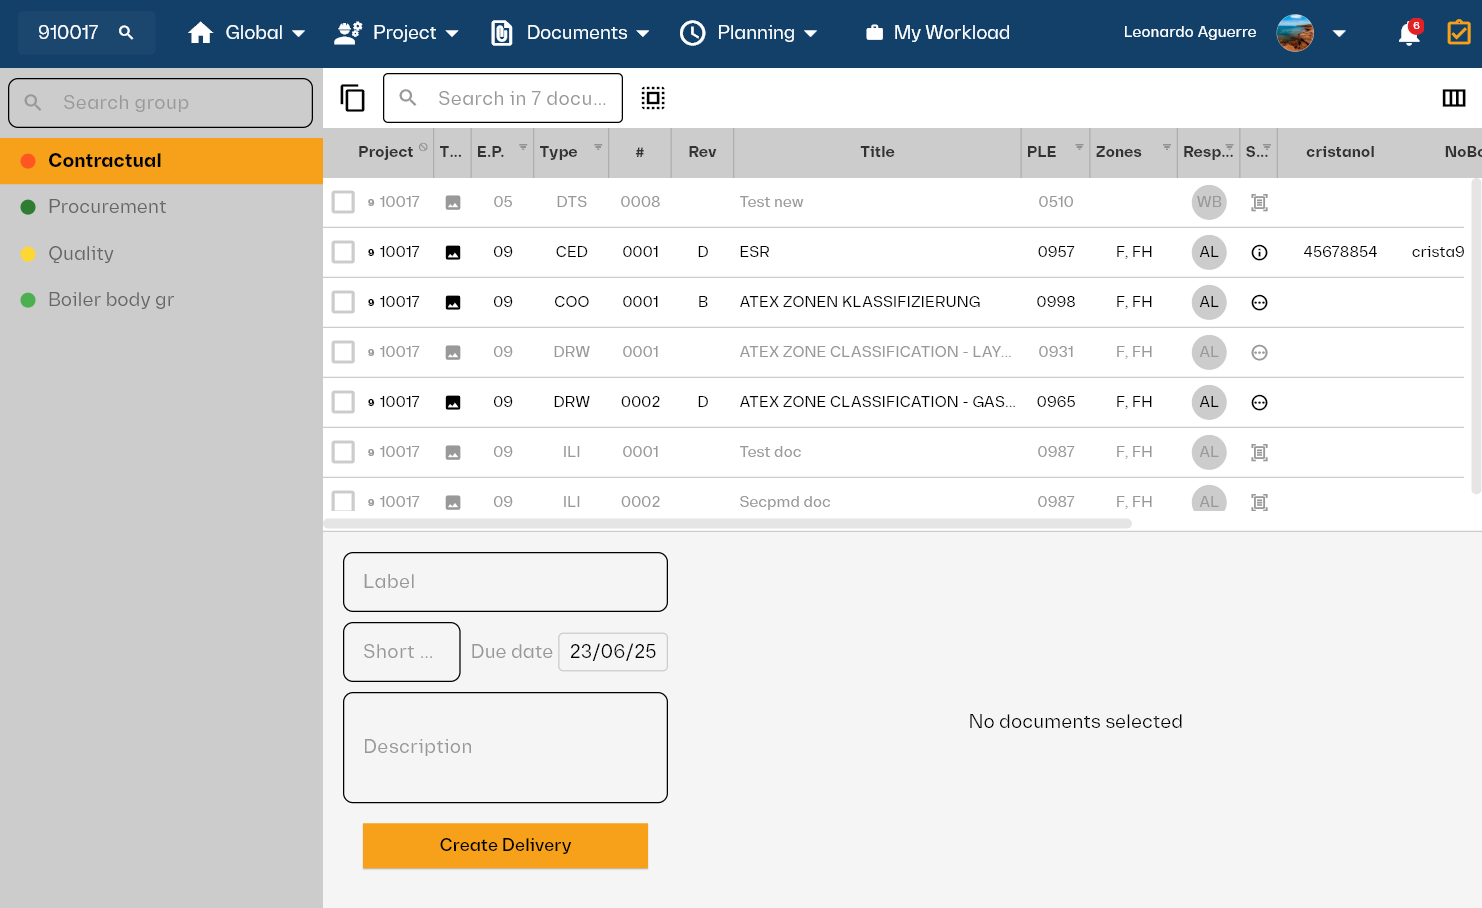 910017 Global Project Documents Planning My Workload Leonardo Aguerre 6
Search group
Search in 7 docu...
Contractual
Procurement
Quality
Boiler body gr
Project T... E.P. Type # Rev Title PLE Zones Resp... S... cristanol NoBo
9 10017 05 DTS 0008 Test new 0510 WB
9 10017 09 CED 0001 D ESR 0957 F, FH AL 45678854 crista9
9 10017 09 COO 0001 B ATEX ZONEN KLASSIFIZIERUNG 0998 F, FH AL
9 10017 09 DRW 0001 ATEX ZONE CLASSIFICATION - LAY... 0931 F, FH AL
9 10017 09 DRW 0002 D ATEX ZONE CLASSIFICATION - GAS... 0965 F, FH AL
9 10017 09 ILI 0001 Test doc 0987 F, FH AL
9 10017 09 ILI 0002 Secpmd doc 0987 F, FH AL
Label
Short ... Due date 23/06/25
Description
Create Delivery
No documents selected